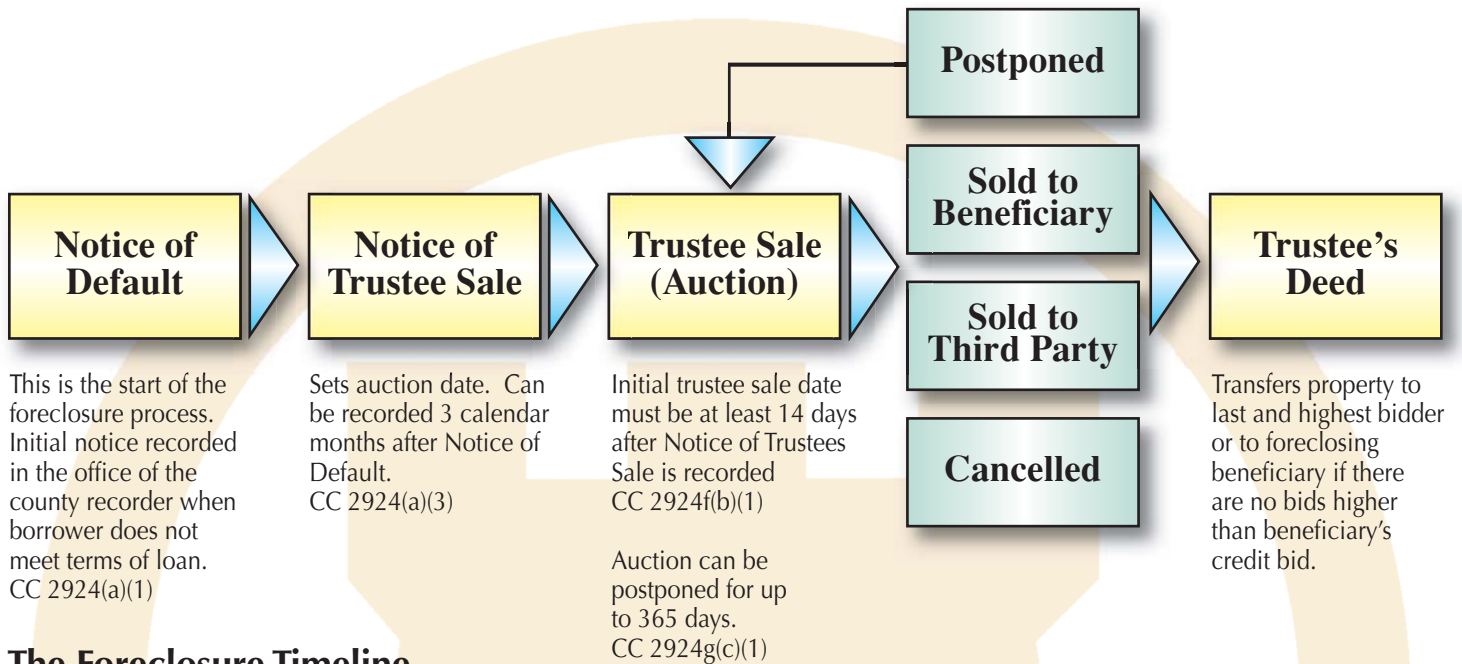 Postponed
Sold to
Beneficiary
Sold to
Third Party
Cancelled
Notice of
Default
Notice of
Trustee Sale
Trustee Sale
(Auction)
Trustee's
Deed
This is the start of the
foreclosure process.
Initial notice recorded
in the office of the
county recorder when
borrower does not
meet terms of loan.
CC 2924(a)(1)
Sets auction date. Can
be recorded 3 calendar
months after Notice of
Default.
CC 2924(a)(3)
Initial trustee sale date
must be at least 14 days
after Notice of Trustees
Sale is recorded
CC 2924f(b)(1)
Auction can be
postponed for up
to 365 days.
CC 2924g(c)(1)
Transfers property to
last and highest bidder
or to foreclosing
beneficiary if there
are no bids higher
than beneficiary's
credit bid.
The Foreclosure Timeline